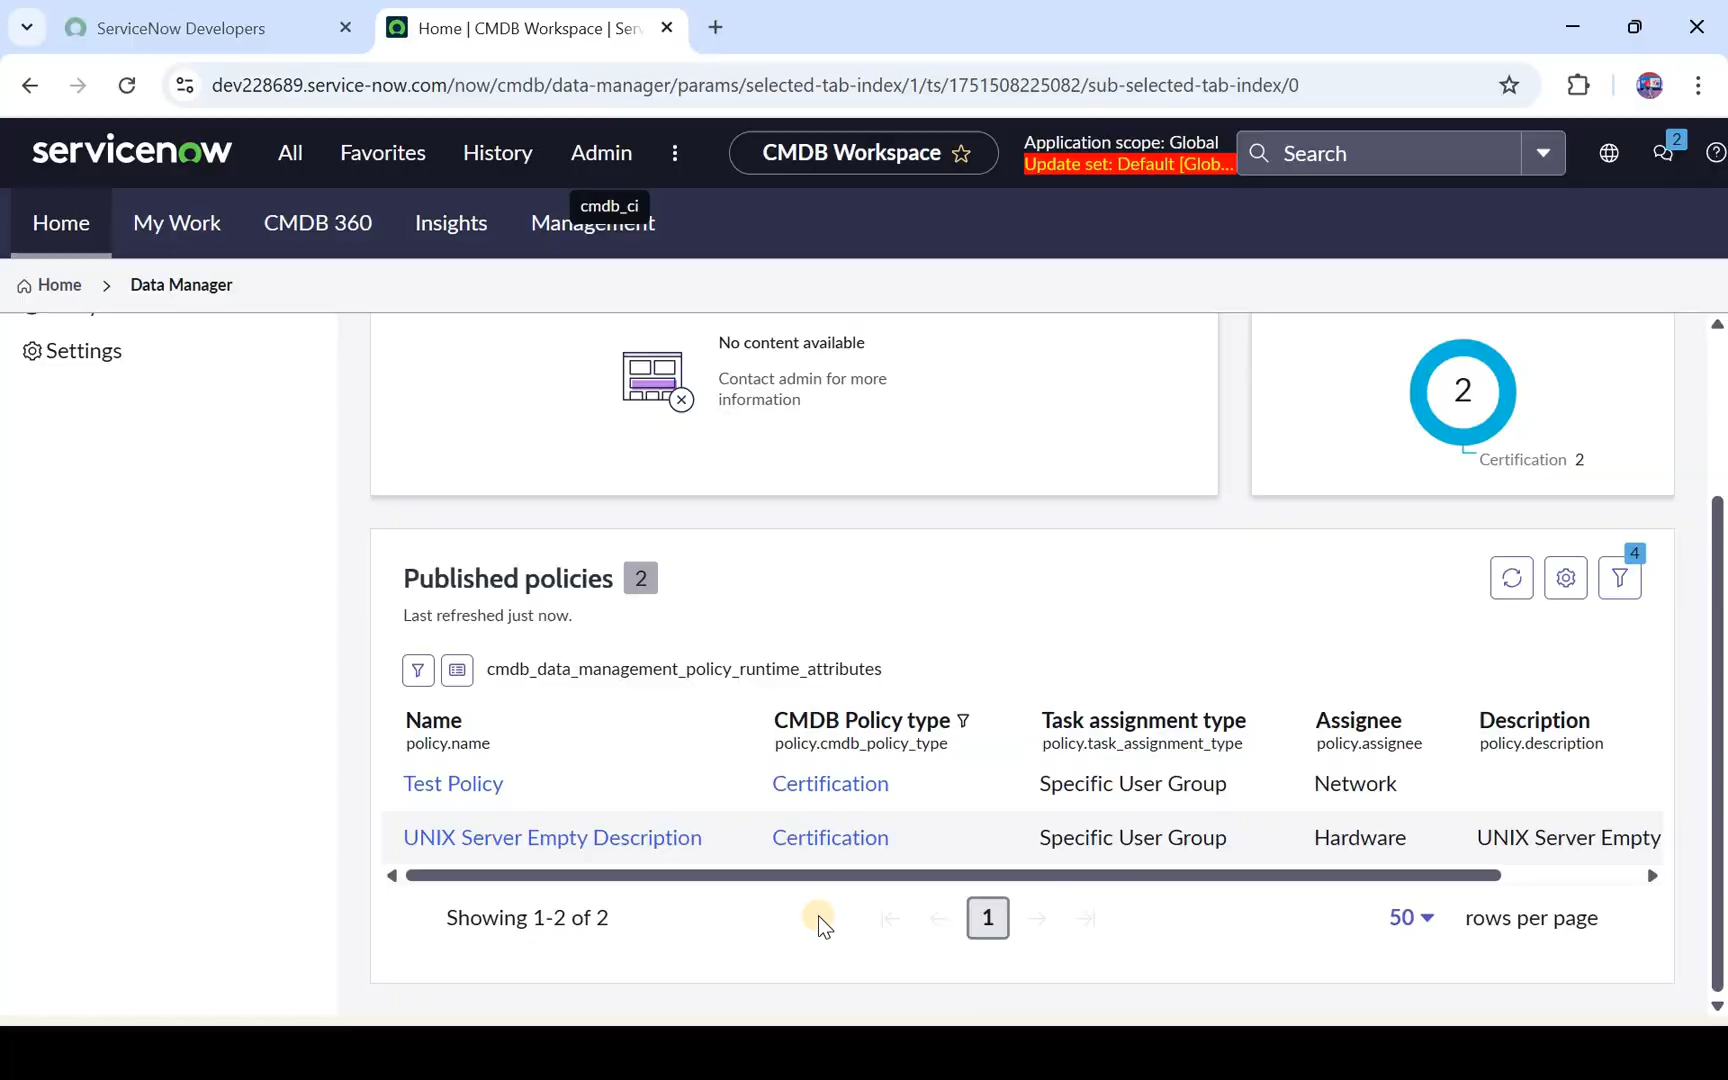 ServiceNow Developers
Home | CMDB Workspace | Ser
dev228689.service-now.com/now/cmdb/data-manager/params/selected-tab-index/1/ts/1751508225082/sub-selected-tab-index/0
servicenow
All
Favorites
History
Admin
CMDB Workspace
Application scope: Global
Update set: Default [Glob...
Search
2
cmdb_ci
Home
My Work
CMDB 360
Insights
Management
Home
Data Manager
Settings
No content available
Contact admin for more
information
2
Certification 2
Published policies 2
4
Last refreshed just now.
cmdb_data_management_policy_runtime_attributes
Name CMDB Policy type Task assignment type Assignee Description
policy.name policy.cmdb_policy_type policy.task_assignment_type policy.assignee policy.description
Test Policy Certification Specific User Group Network
UNIX Server Empty Description Certification Specific User Group Hardware UNIX Server Empty
Showing 1-2 of 2
1
50
rows per page